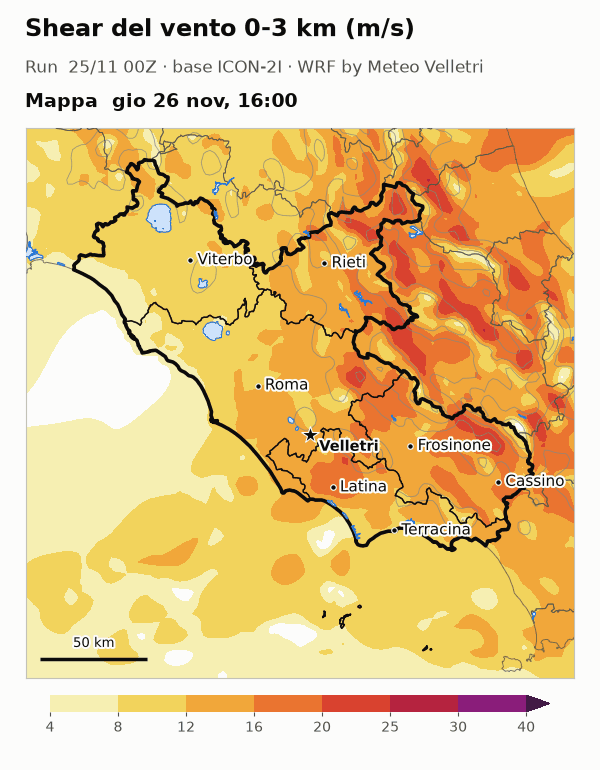 Shear del vento 0-3 km (m/s)
Run  25/11 00Z · base ICON-2I · WRF by Meteo Velletri
Mappa  gio 26 nov, 16:00
Viterbo
Rieti
Roma
Velletri
Frosinone
Latina
Cassino
Terracina
50 km
4 8 12 16 20 25 30 40